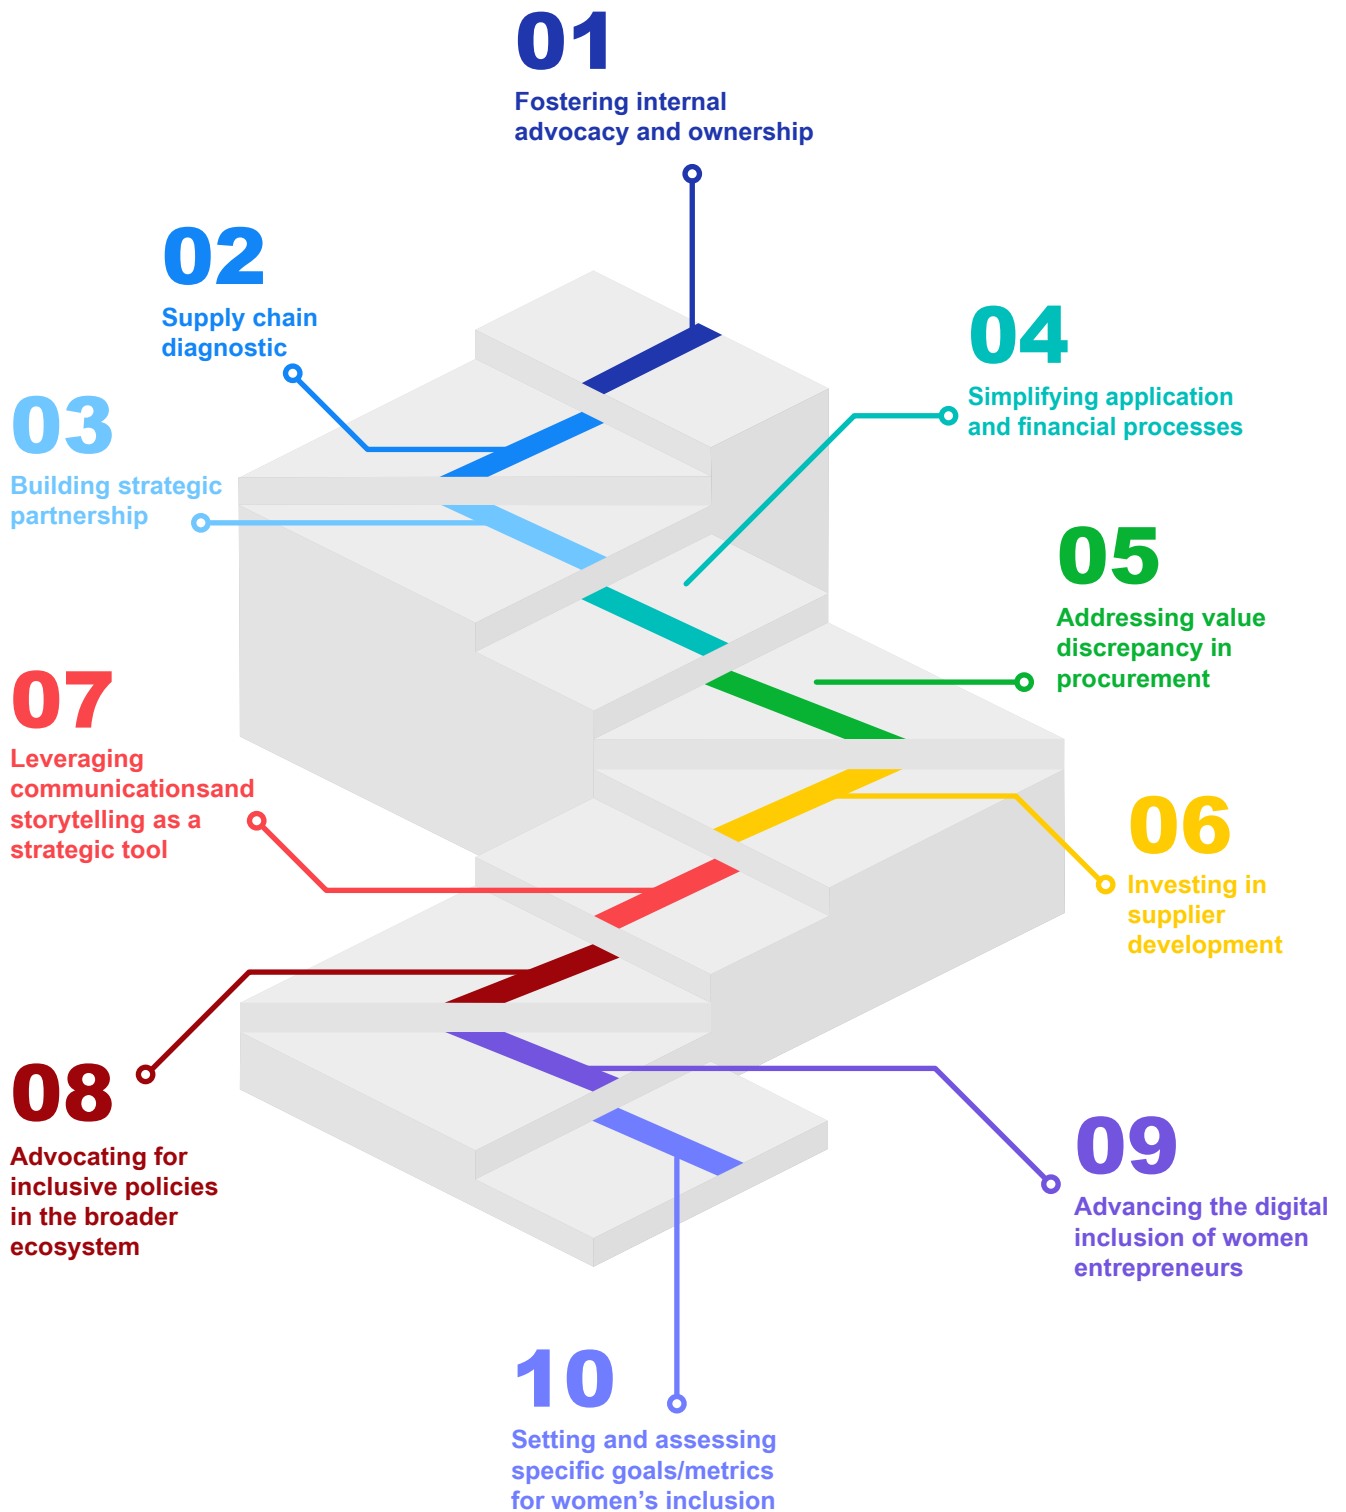 01
Fostering internal
advocacy and ownership
02
Supply chain
diagnostic
03
Building strategic
partnership
04
Simplifying application
and financial processes
05
Addressing value
discrepancy in
procurement
06
Investing in
supplier
development
07
Leveraging
communicationsand
storytelling as a
strategic tool
08
Advocating for
inclusive policies
in the broader
ecosystem
09
Advancing the digital
inclusion of women
entrepreneurs
10
Setting and assessing
specific goals/metrics
for women’s inclusion